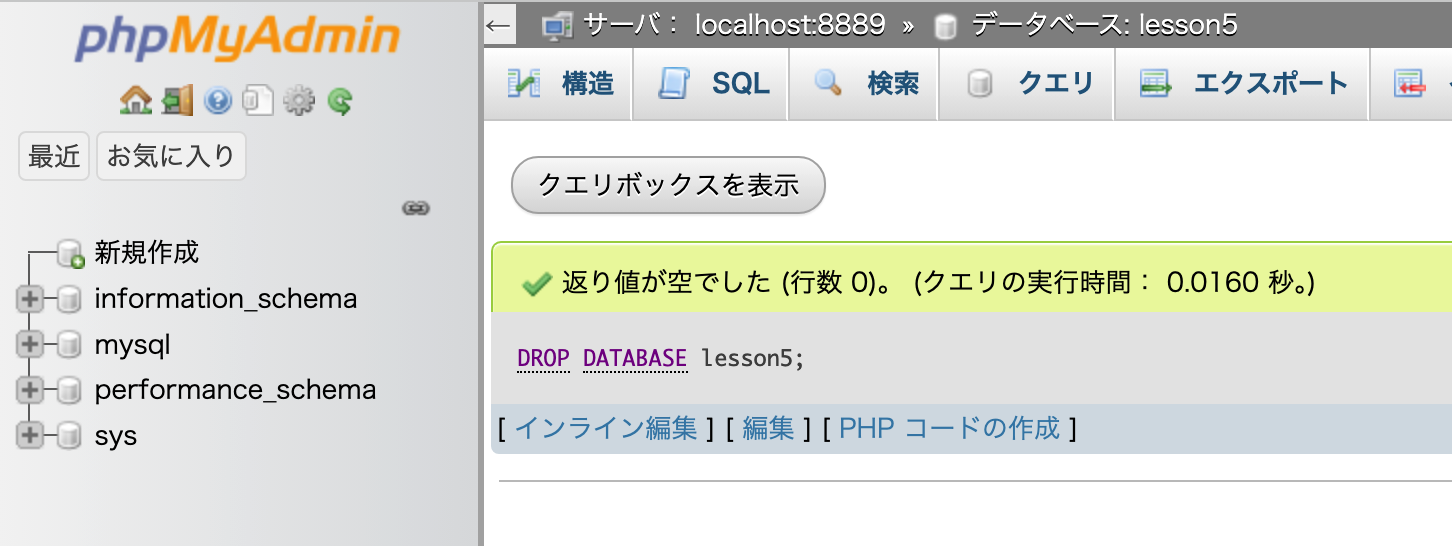 phpMyAdmin
最近 お気に入り
新規作成
information_schema
mysql
performance_schema
sys
← サーバ： localhost:8889 » データベース: lesson5
構造 SQL 検索 クエリ エクスポート
クエリボックスを表示
返り値が空でした (行数 0)。 (クエリの実行時間： 0.0160 秒。)
DROP DATABASE lesson5;
[ インライン編集 ] [ 編集 ] [ PHP コードの作成 ]